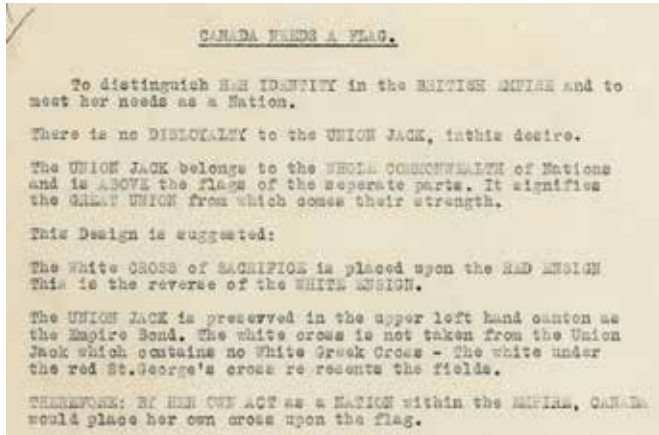 CANADA NEEDS A FLAG.
To distinguish HER IDENTITY in the BRITISH EMPIRE and to
meet her needs as a Nation.
There is no DISLOYALTY to the UNION JACK, inthis desire.
The UNION JACK belongs to the WHOLE COMMONWEALTH of Nations
and is ABOVE the flags of the seperate parts. It signifies
the GREAT UNION from which comes their strength.
This Design is suggested:
The White CROSS of SACRIFICE is placed upon the RED ENSIGN
This is the reverse of the WHITE ENSIGN.
The UNION JACK is preserved in the upper left hand canton as
the Empire Bond. The white cross is not taken from the Union
Jack which contains no White Greek Cross - The white under
the red St.George's cross re resents the fields.
THEREFORE: BY HER OWN ACT as a NATION within the EMPIRE, CANADA
would place her own cross upon the flag.